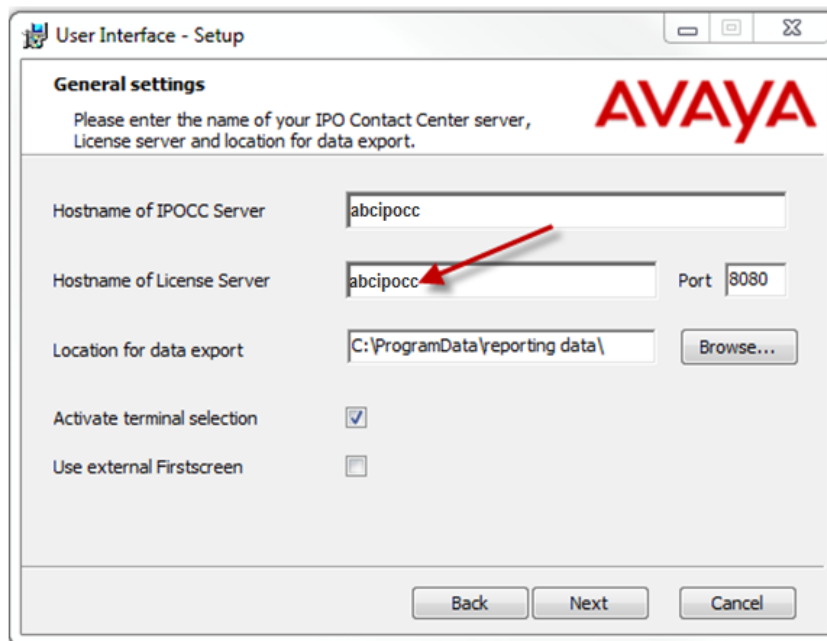 User Interface - Setup
General settings
Please enter the name of your IPO Contact Center server,
License server and location for data export.
AVAYA
Hostname of IPOCC Server
abcipocc
Hostname of License Server
abcipocc
Port
8080
Location for data export
C:\ProgramData\reporting data\
Browse...
Activate terminal selection
Use external Firstscreen
Back
Next
Cancel